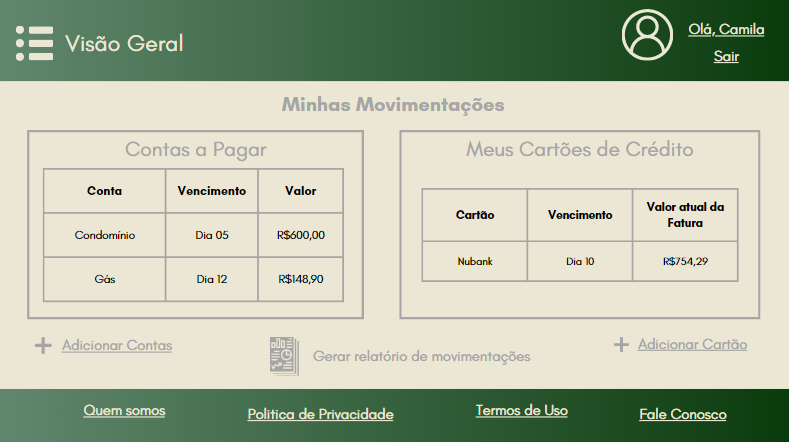 Visão Geral
Olá, Camila
Sair
Minhas Movimentações
Contas a Pagar
Conta Vencimento Valor
Condomínio Dia 05 R$600,00
Gás Dia 12 R$148,90
Meus Cartões de Crédito
Cartão Vencimento Valor atual da
Fatura
Nubank Dia 10 R$754,29
Adicionar Contas
Gerar relatório de movimentações
Adicionar Cartão
Quem somos
Politica de Privacidade
Termos de Uso
Fale Conosco